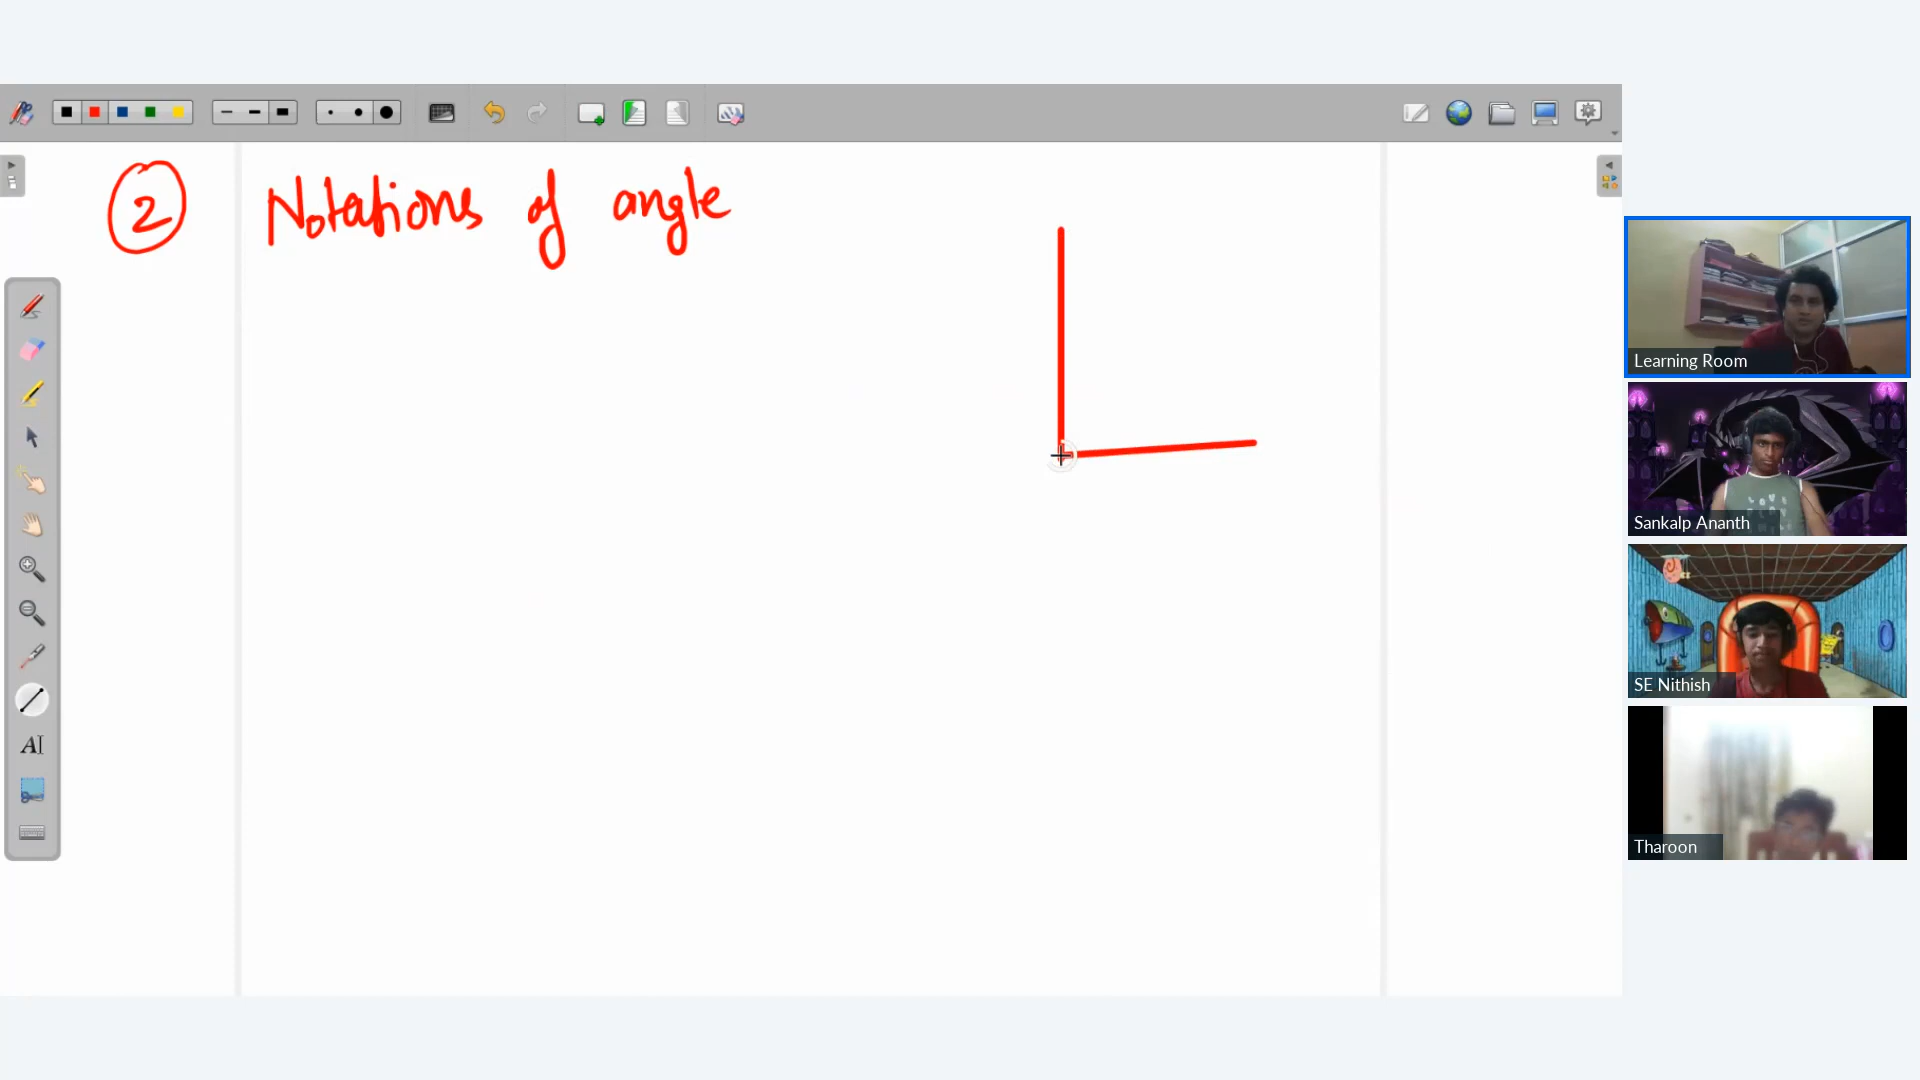 ② Notations of angle
Learning Room
Sankalp Ananth
SE Nithish
Tharoon